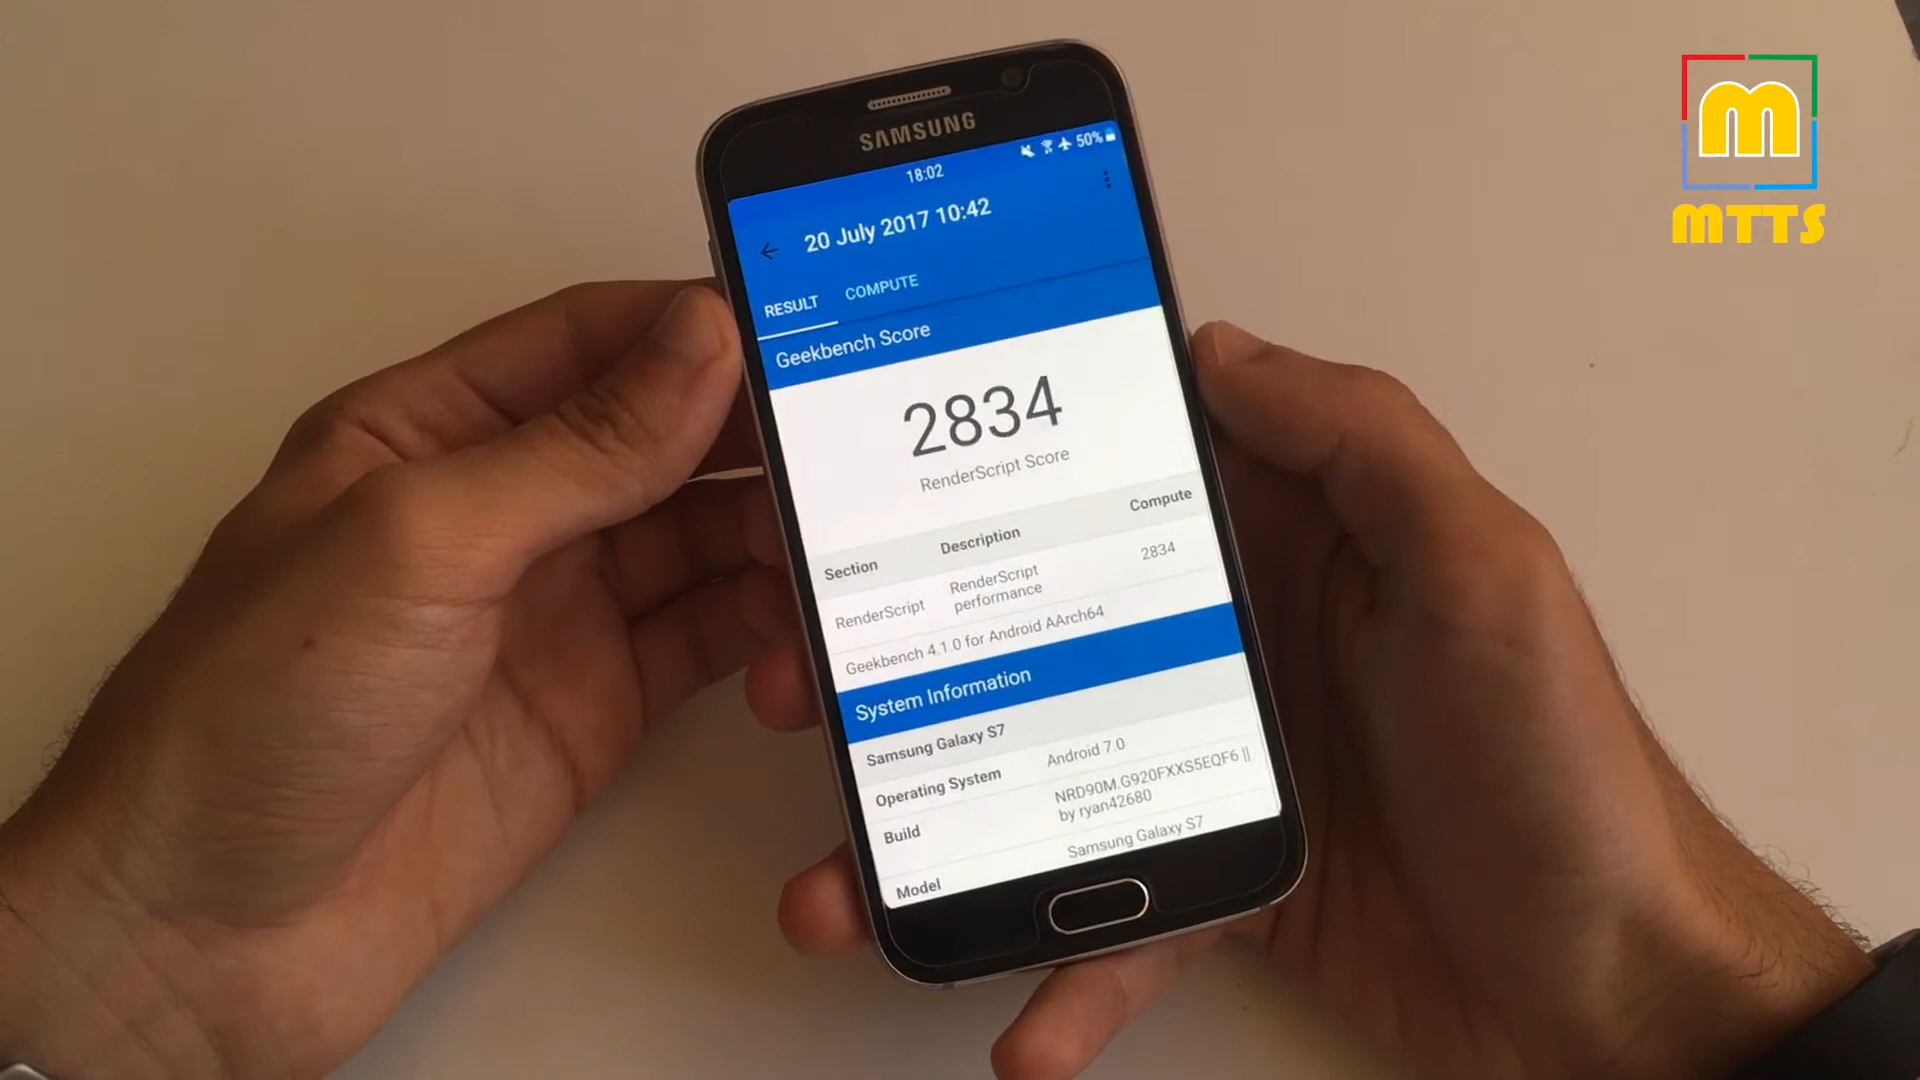 SAMSUNG
18:02
50%
20 July 2017 10:42
RESULT COMPUTE
Geekbench Score
2834
RenderScript Score
Section Description Compute
RenderScript RenderScript performance 2834
Geekbench 4.1.0 for Android AArch64
System Information
Samsung Galaxy S7
Operating System Android 7.0
Build NRD90M.G920FXXS5EQF6 ||
by ryan42680
Model Samsung Galaxy S7
M
MTTS